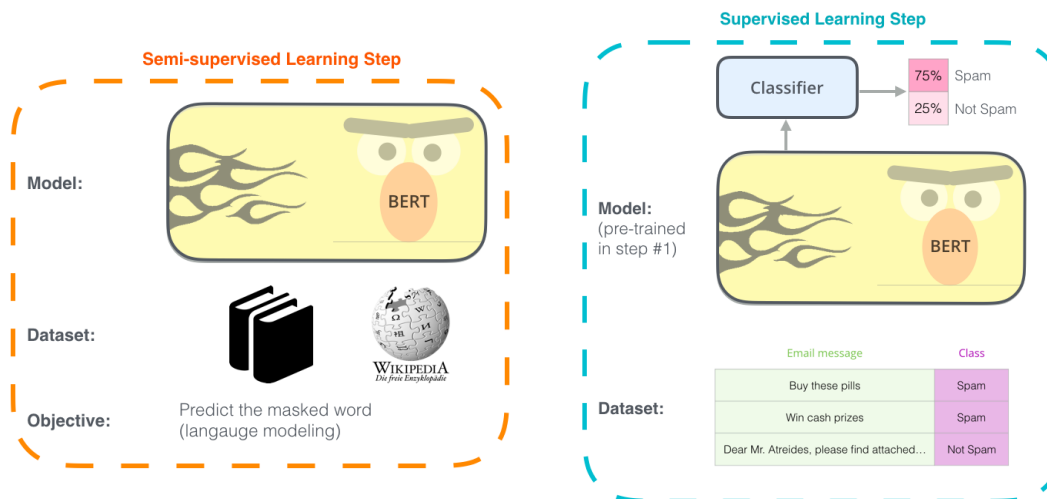 Semi-supervised Learning Step
Model:
BERT
Dataset:
WIKIPEDIA
Die freie Enzyklopädie
Objective:
Predict the masked word
(langauge modeling)
Supervised Learning Step
Classifier
75% Spam
25% Not Spam
Model:
(pre-trained
in step #1)
BERT
Dataset:
Email message Class
Buy these pills Spam
Win cash prizes Spam
Dear Mr. Atreides, please find attached... Not Spam